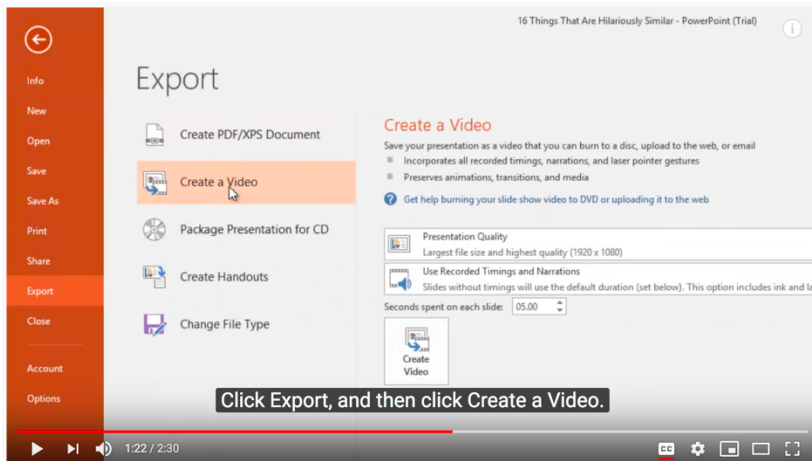 16 Things That Are Hilariously Similar - PowerPoint (Trial)
i
Info
New
Open
Save
Save As
Print
Share
Export
Close
Account
Options
Export
Create PDF/XPS Document
Create a Video
Package Presentation for CD
Create Handouts
Change File Type
Create a Video
Save your presentation as a video that you can burn to a disc, upload to the web, or email
Incorporates all recorded timings, narrations, and laser pointer gestures
Preserves animations, transitions, and media
? Get help burning your slide show video to DVD or uploading it to the web
Presentation Quality
Largest file size and highest quality (1920 x 1080)
Use Recorded Timings and Narrations
Slides without timings will use the default duration (set below). This option includes ink and la
Seconds spent on each slide: 05.00
Create
Video
Click Export, and then click Create a Video.
1:22 / 2:30
CC